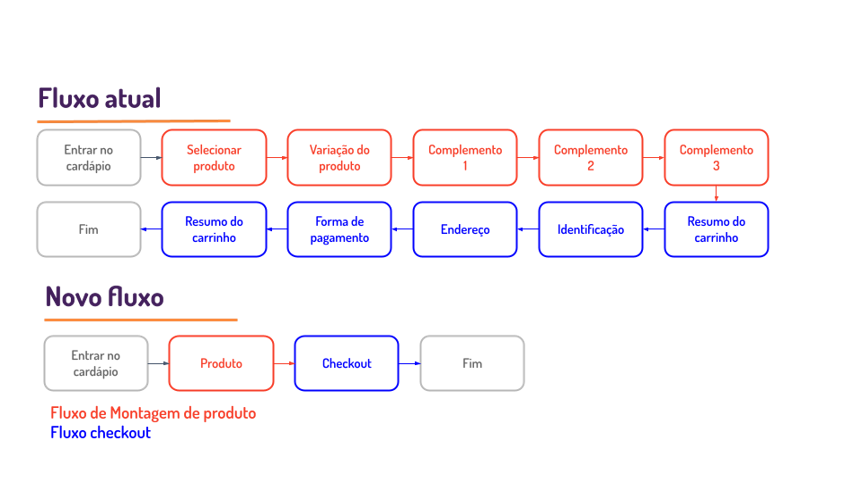 Fluxo atual
Entrar no
cardápio
Selecionar
produto
Variação do
produto
Complemento
1
Complemento
2
Complemento
3
Fim
Resumo do
carrinho
Forma de
pagamento
Endereço
Identificação
Resumo do
carrinho
Novo fluxo
Entrar no
cardápio
Produto
Checkout
Fim
Fluxo de Montagem de produto
Fluxo checkout